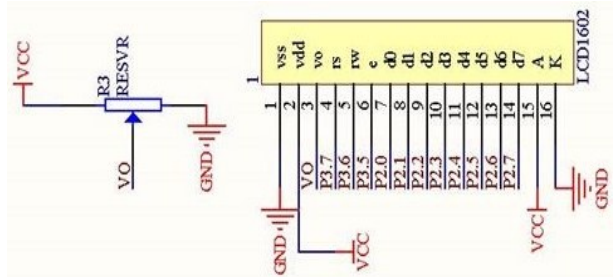 VCC
R3
RESVR
VO
GND
1
LCD1602
vss
vdd
vo
rs
rw
e
d0
d1
d2
d3
d4
d5
d6
d7
A
K
1
2
3
4
5
6
7
8
9
10
11
12
13
14
15
16
VO
P3.7
P3.6
P3.5
P2.0
P2.1
P2.2
P2.3
P2.4
P2.5
P2.6
P2.7
GND
VCC
VCC
GND